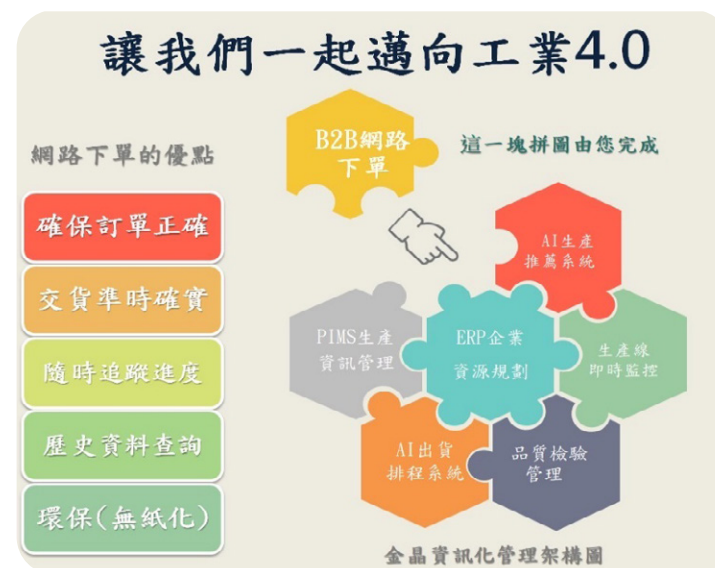 讓我們一起邁向工業4.0
網路下單的優點
確保訂單正確
交貨準時確實
隨時追蹤進度
歷史資料查詢
環保(無紙化)
B2B網路
下單
這一塊拼圖由您完成
AI生產
推薦系統
PIMS生產
資訊管理
ERP企業
資源規劃
生產線
即時監控
AI出貨
排程系統
品質檢驗
管理
金晶資訊化管理架構圖